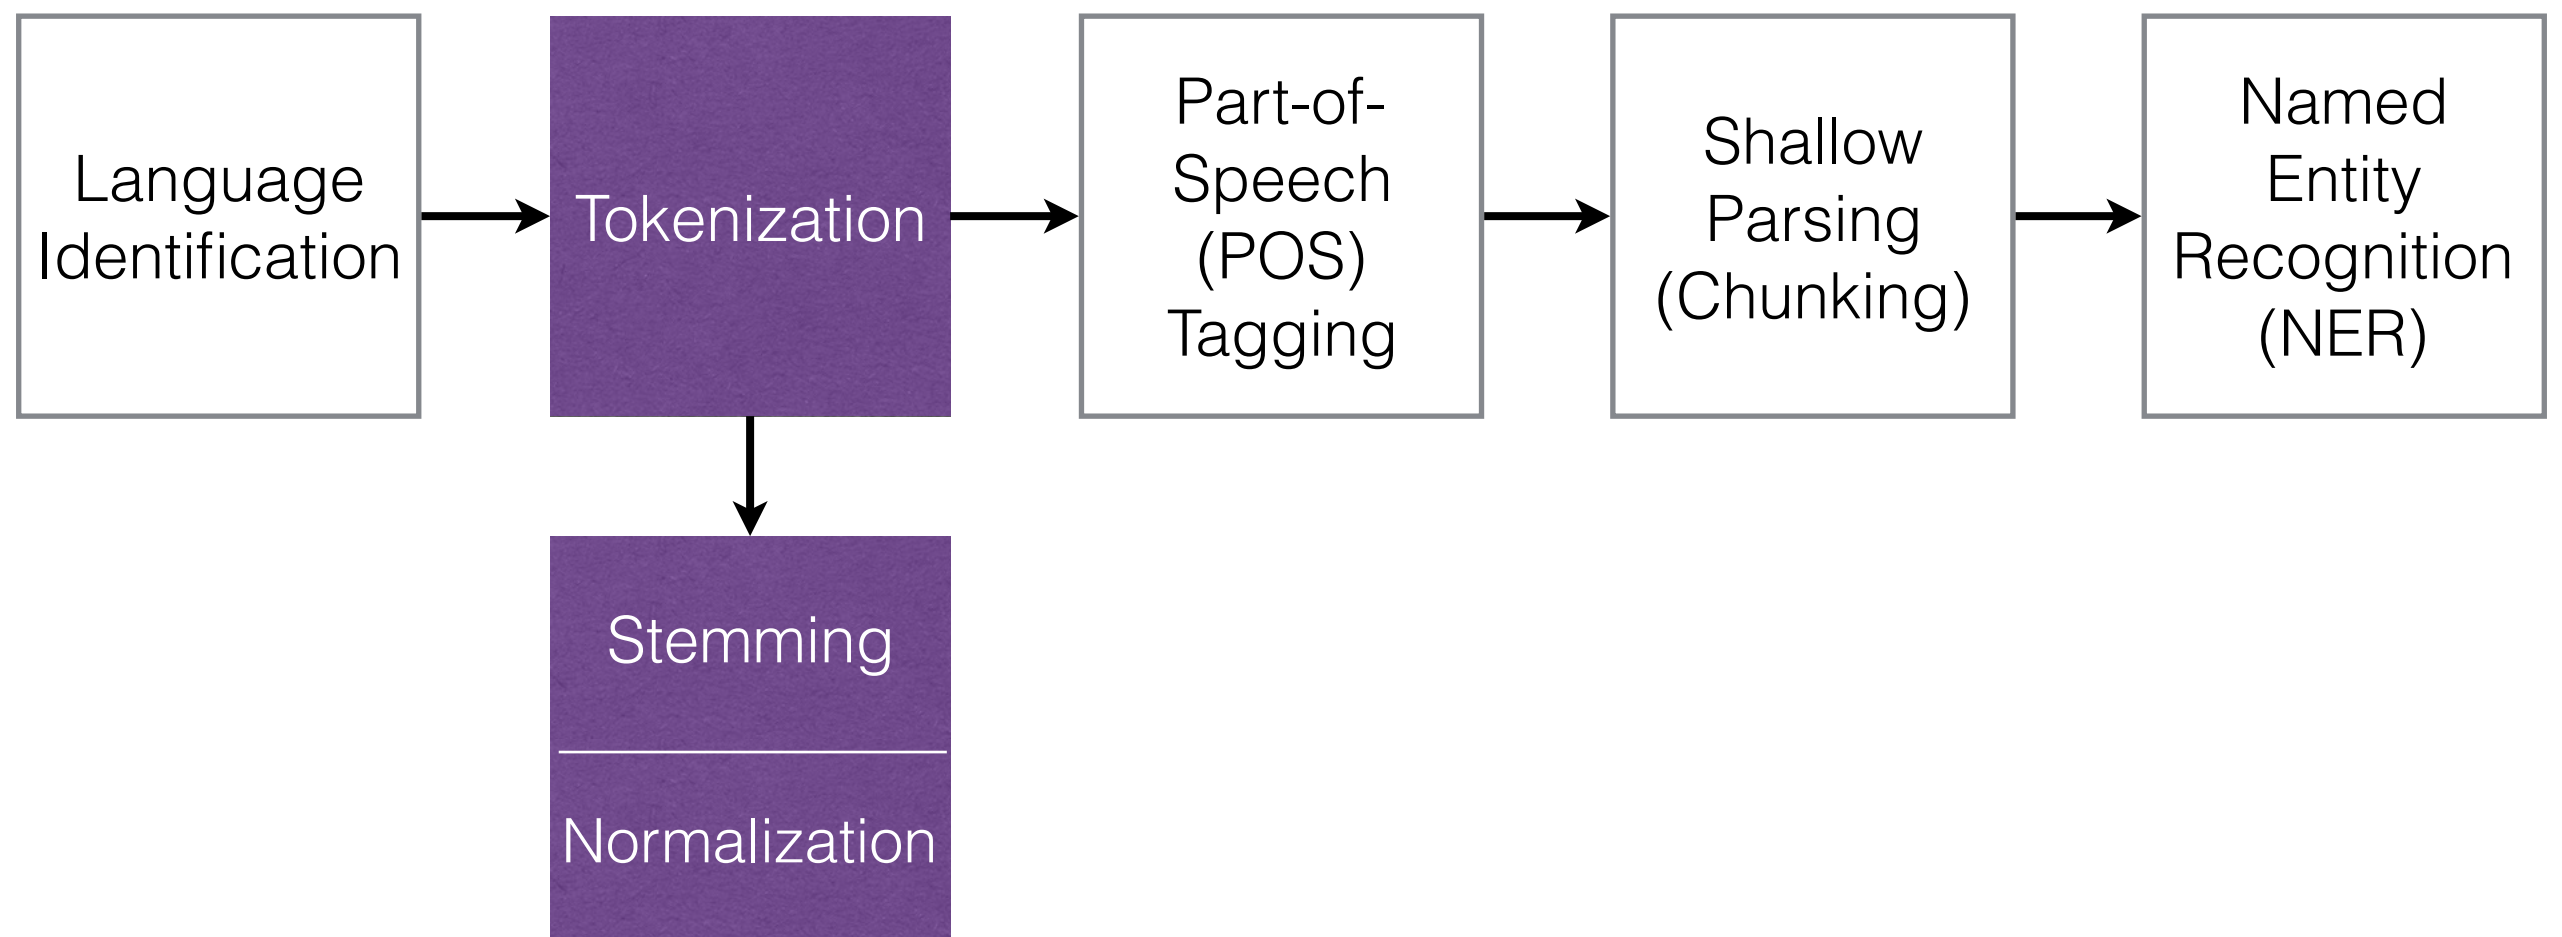 Language
Identification
Tokenization
Part-of-
Speech
(POS)
Tagging
Shallow
Parsing
(Chunking)
Named
Entity
Recognition
(NER)
Stemming
Normalization